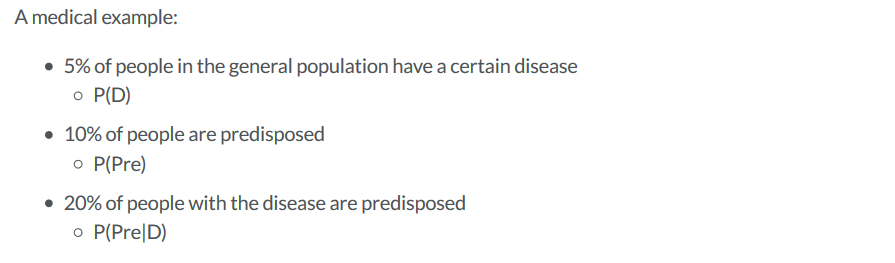 A medical example:
• 5% of people in the general population have a certain disease
○ P(D)
• 10% of people are predisposed
○ P(Pre)
• 20% of people with the disease are predisposed
○ P(Pre|D)